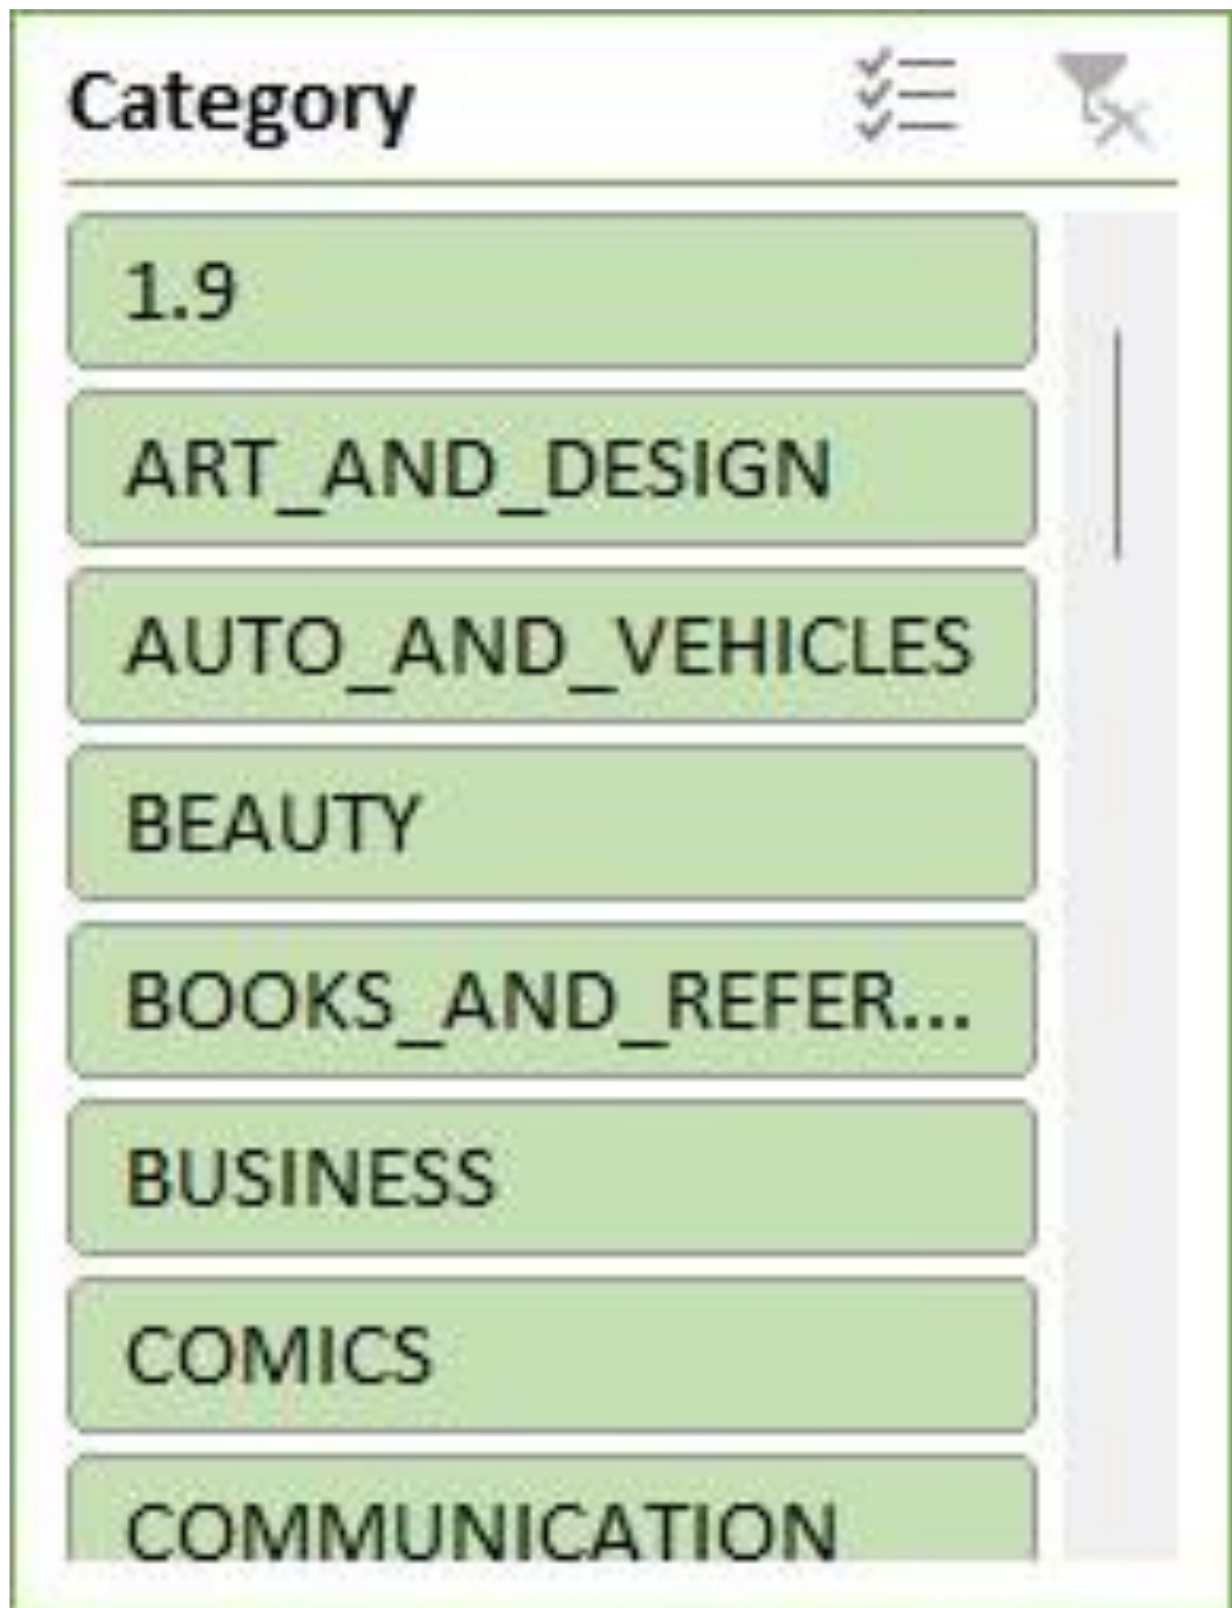 Category
1.9
ART_AND_DESIGN
AUTO_AND_VEHICLES
BEAUTY
BOOKS_AND_REFER...
BUSINESS
COMICS
COMMUNICATION